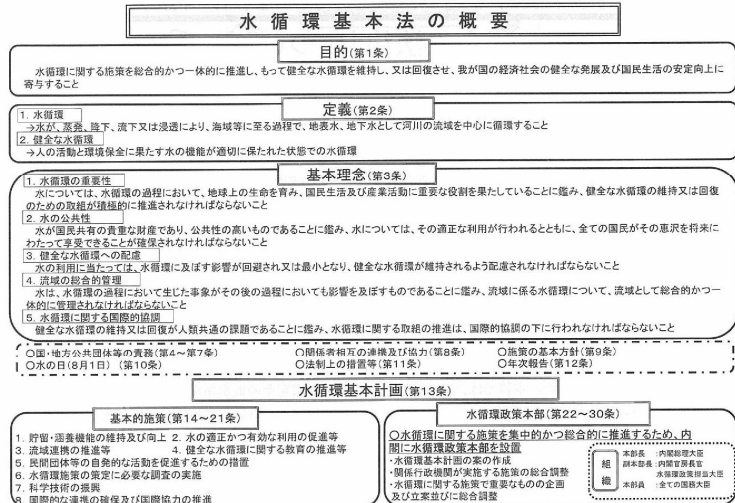 水循環基本法の概要
目的(第1条)
水循環に関する施策を総合的かつ一体的に推進し、もって健全な水循環を維持し、又は回復させ、我が国の経済社会の健全な発展及び国民生活の安定向上に
寄与すること
定義(第2条)
1. 水循環
→水が、蒸発、降下、流下又は浸透により、海域等に至る過程で、地表水、地下水として河川の流域を中心に循環すること
2. 健全な水循環
→人の活動と環境保全に果たす水の機能が適切に保たれた状態での水循環
基本理念(第3条)
1. 水循環の重要性
水については、水循環の過程において、地球上の生命を育み、国民生活及び産業活動に重要な役割を果たしていることに鑑み、健全な水循環の維持又は回復
のための取組が積極的に推進されなければならないこと
2. 水の公共性
水が国民共有の貴重な財産であり、公共性の高いものであることに鑑み、水については、その適正な利用が行われるとともに、全ての国民がその恵沢を将来に
わたって享受できることが確保されなければならないこと
3. 健全な水循環への配慮
水の利用に当たっては、水循環に及ぼす影響が回避され又は最小となり、健全な水循環が維持されるよう配慮されなければならないこと
4. 流域の総合的管理
水は、水循環の過程において生じた事象がその後の過程においても影響を及ぼすものであることに鑑み、流域に係る水循環について、流域として総合的かつ一
体的に管理されなければならないこと
5. 水循環に関する国際的協調
健全な水循環の維持又は回復が人類共通の課題であることに鑑み、水循環に関する取組の推進は、国際的協調の下に行われなければならないこと
○国・地方公共団体等の責務(第4～第7条) ○関係者相互の連携及び協力(第8条) ○施策の基本方針(第9条)
○水の日(8月1日) (第10条) ○法制上の措置等(第11条) ○年次報告(第12条)
水循環基本計画(第13条)
基本的施策(第14～21条)
1. 貯留・涵養機能の維持及び向上 2. 水の適正かつ有効な利用の促進等
3. 流域連携の推進等 4. 健全な水循環に関する教育の推進等
5. 民間団体等の自発的な活動を促進するための措置
6. 水循環施策の策定に必要な調査の実施
7. 科学技術の振興
8. 国際的な連携の確保及び国際協力の推進
水循環政策本部(第22～30条)
○水循環に関する施策を集中的かつ総合的に推進するため、内
閣に水循環政策本部を設置
・水循環基本計画の案の作成
・関係行政機関が実施する施策の総合調整
・水循環に関する施策で重要なものの企画
及び立案並びに総合調整
組織
本部長 :内閣総理大臣
副本部長:内閣官房長官
水循環政策担当大臣
本部員 :全ての国務大臣